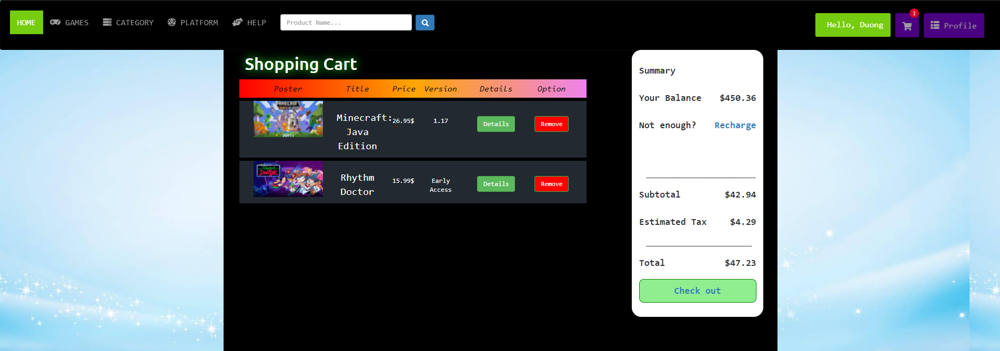 HOME GAMES CATEGORY PLATFORM HELP Product Name... Hello, Duong 2 Profile
Shopping Cart
Poster Title Price Version Details Option
MINECRAFT
PART I
Minecraft:
Java
Edition
26.95$
1.17
Details
Remove
Rhythm
Doctor
Rhythm
Doctor
15.99$
Early
Access
Details
Remove
Summary
Your Balance $450.36
Not enough? Recharge
Subtotal $42.94
Estimated Tax $4.29
Total $47.23
Check out